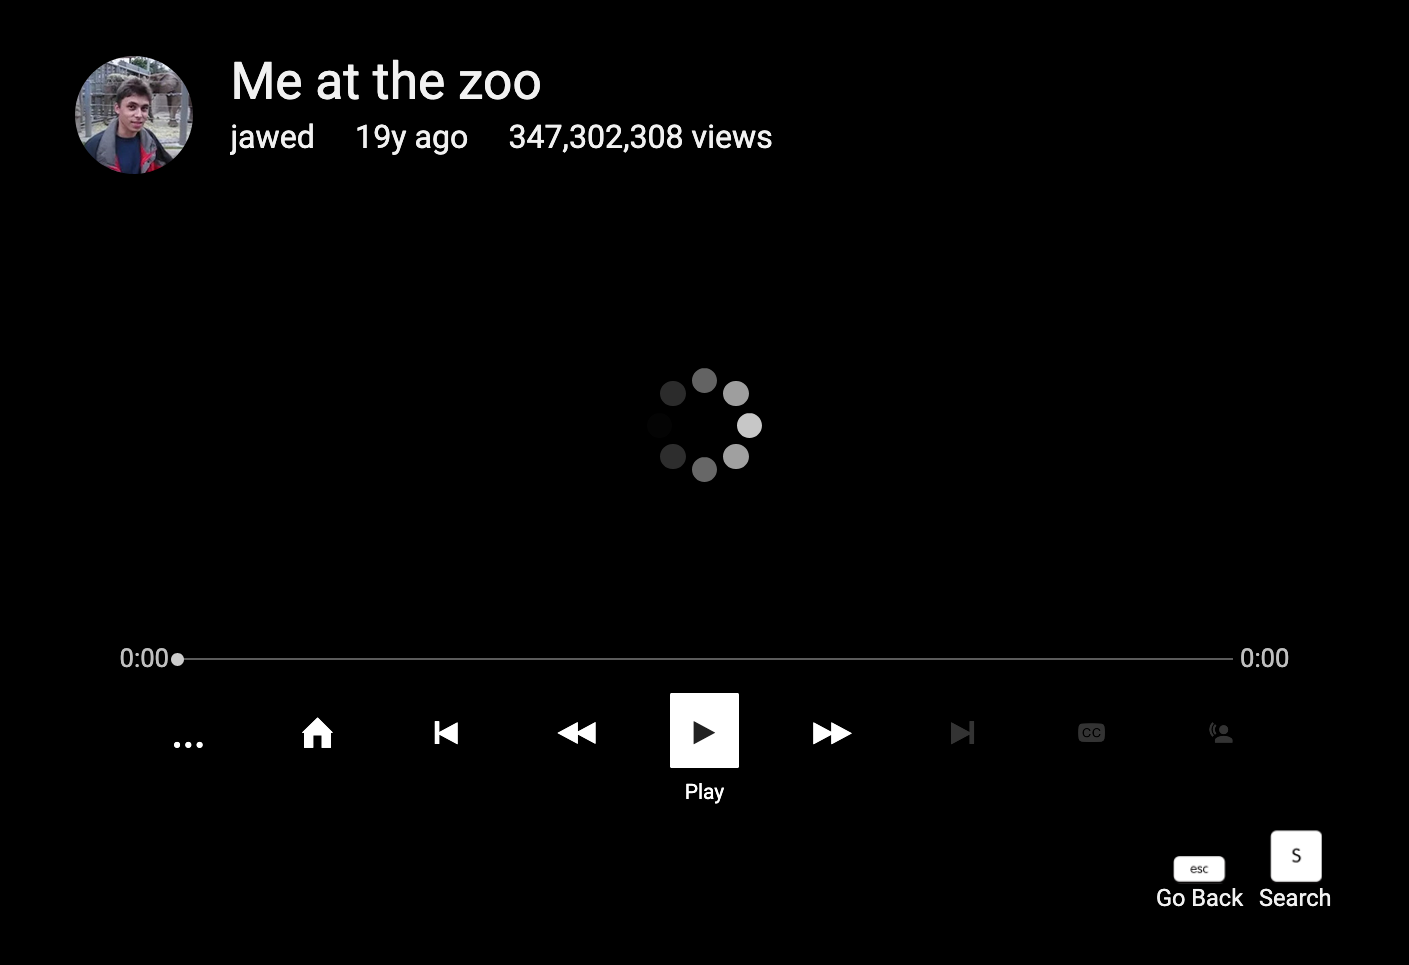 Me at the zoo
jawed 19y ago 347,302,308 views
0:00 0:00
CC
Play
esc S
Go Back Search